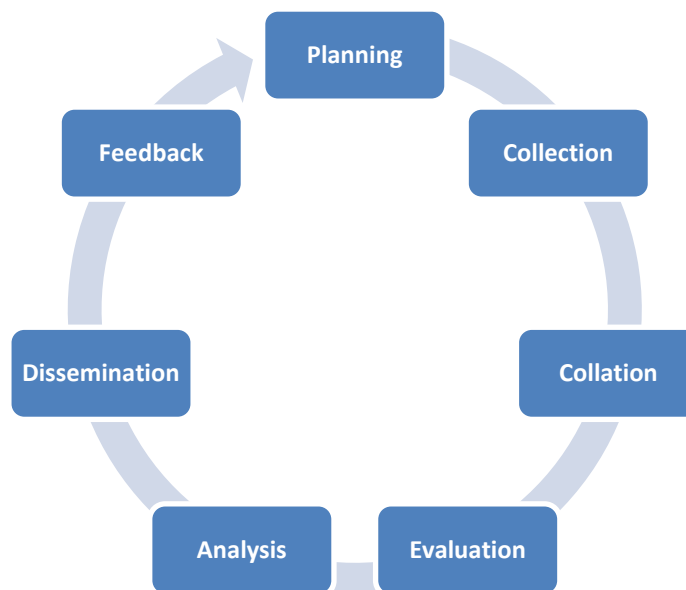 Planning
Collection
Collation
Evaluation
Analysis
Dissemination
Feedback